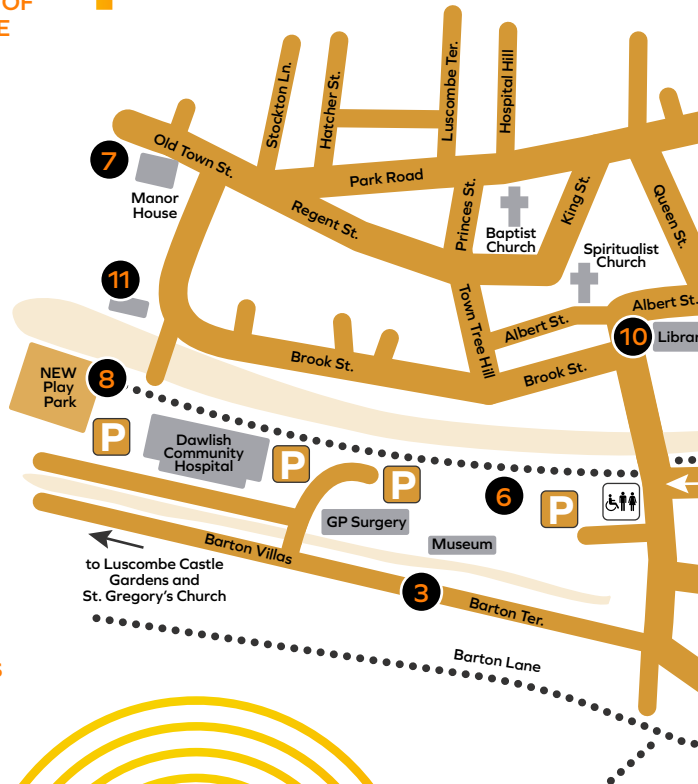 OF
E
Stockton Ln.
Hatcher St.
Luscombe Ter.
Hospital Hill
Old Town St.
7
Manor
House
Park Road
Regent St.
Princes St.
Baptist
Church
King St.
Queen St.
Spiritualist
Church
11
Town Tree Hill
Albert St.
Albert St.
10
Librar
Brook St.
Brook St.
NEW
Play
Park
8
P
Dawlish
Community
Hospital
P
P
6
P
GP Surgery
Museum
Barton Villas
to Luscombe Castle
Gardens and
St. Gregory's Church
3
Barton Ter.
Barton Lane
S